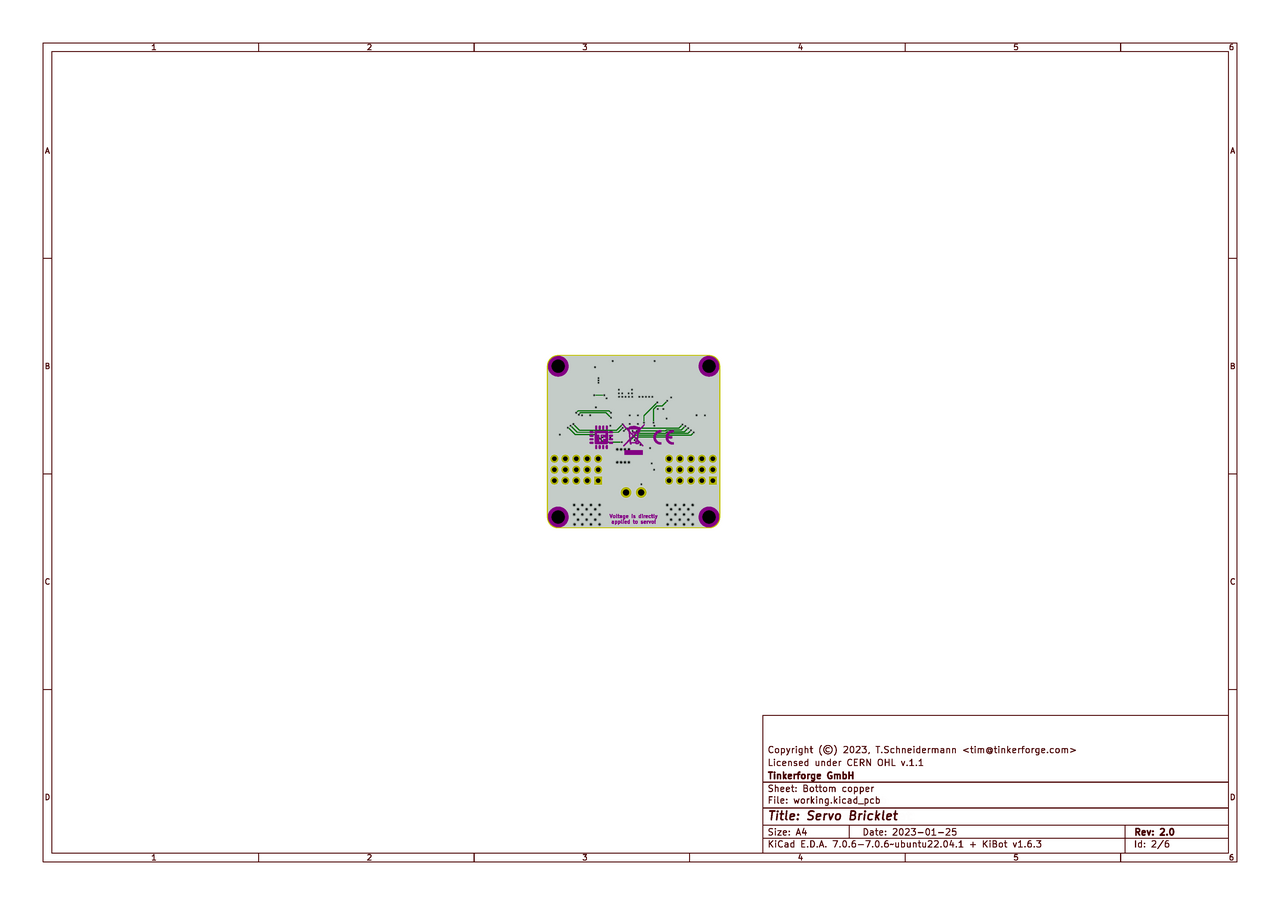 1 2 3 4 5 6
A A
B B
CE
Voltage is directly
applied to servo!
C C
Copyright (©) 2023, T.Schneidermann <tim@tinkerforge.com>
Licensed under CERN OHL v.1.1
Tinkerforge GmbH
Sheet: Bottom copper
D D
File: working.kicad_pcb
Title: Servo Bricklet
Size: A4 Date: 2023-01-25 Rev: 2.0
KiCad E.D.A. 7.0.6-7.0.6~ubuntu22.04.1 + KiBot v1.6.3 Id: 2/6
1 2 3 4 5 6